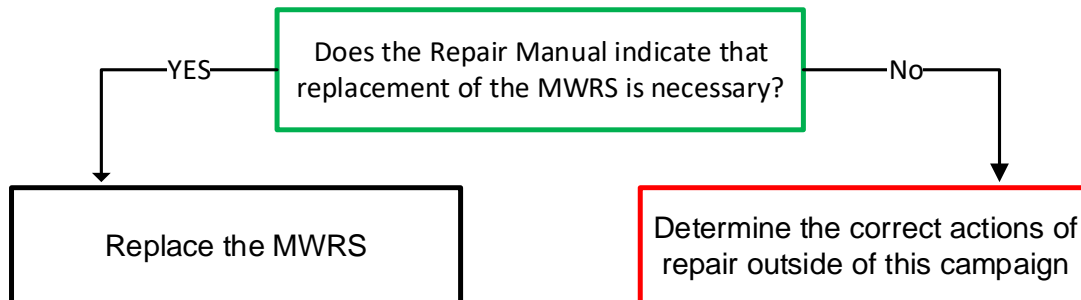 Does the Repair Manual indicate that
replacement of the MWRS is necessary?
YES
No
Replace the MWRS
Determine the correct actions of
repair outside of this campaign